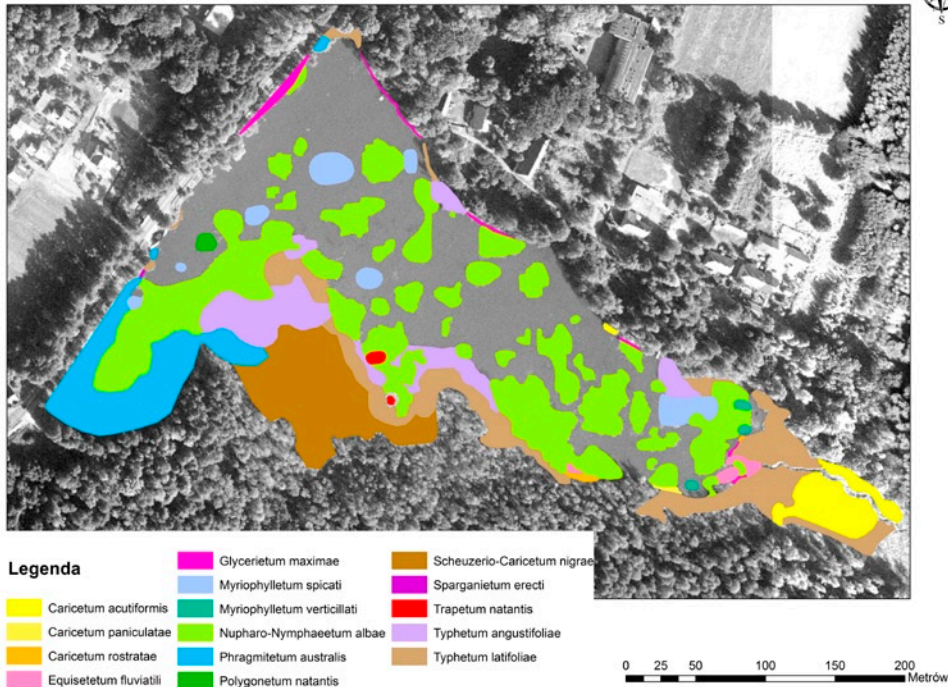 S
Legenda
Caricetum acutiformis
Caricetum paniculatae
Caricetum rostratae
Equisetetum fluviatili
Glycerietum maximae
Myriophylletum spicati
Myriophylletum verticillati
Nupharo-Nymphaeetum albae
Phragmitetum australis
Polygonetum natantis
Scheuzerio-Caricetum nigrae
Sparganietum erecti
Trapetum natantis
Typhetum angustifoliae
Typhetum latifoliae
0 25 50 100 150 200
Metrów